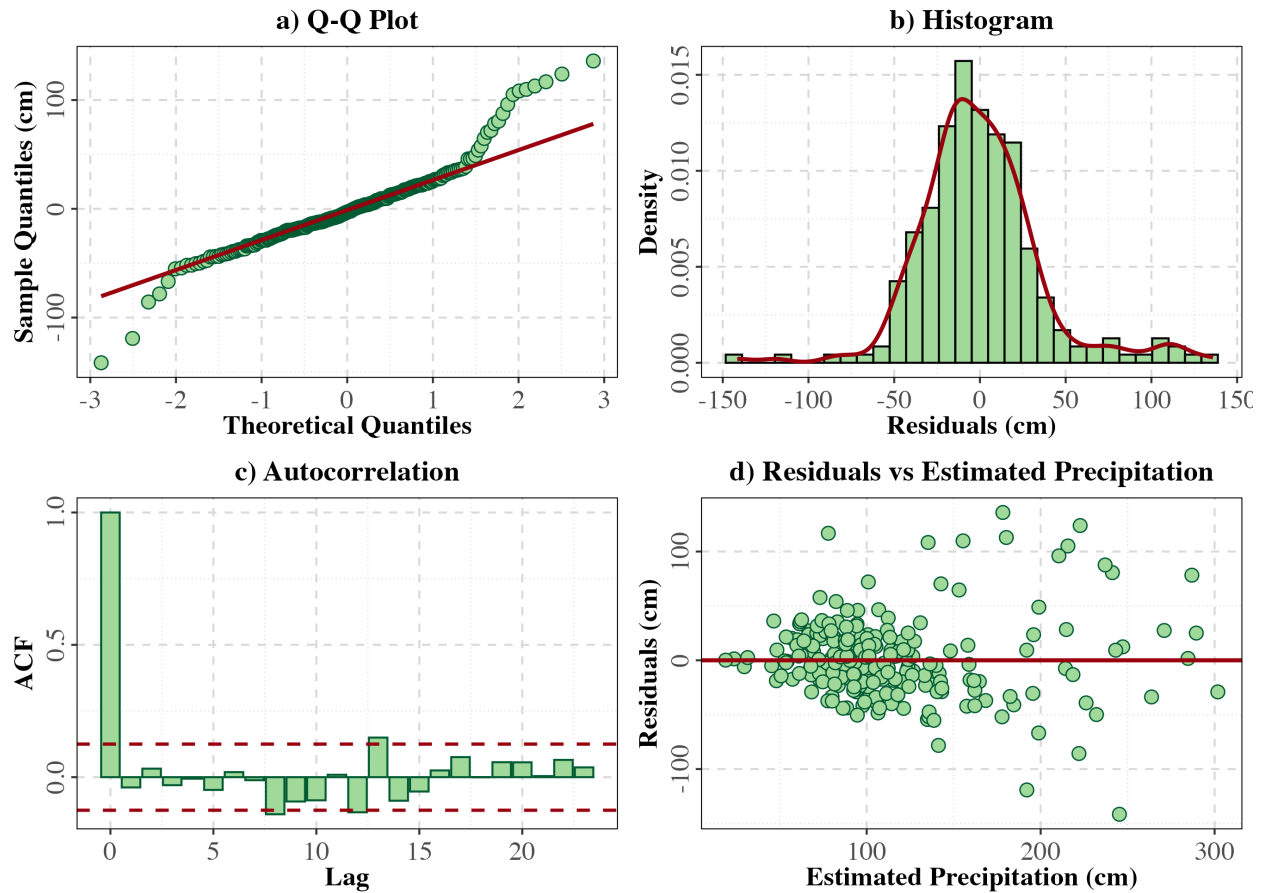 a) Q-Q Plot
Sample Quantiles (cm)
100
0
-100
-3 -2 -1 0 1 2 3
Theoretical Quantiles
b) Histogram
Density
0.015
0.010
0.005
0.000
-150 -100 -50 0 50 100 150
Residuals (cm)
c) Autocorrelation
ACF
1.0
0.5
0.0
0 5 10 15 20
Lag
d) Residuals vs Estimated Precipitation
Residuals (cm)
100
0
-100
100 200 300
Estimated Precipitation (cm)